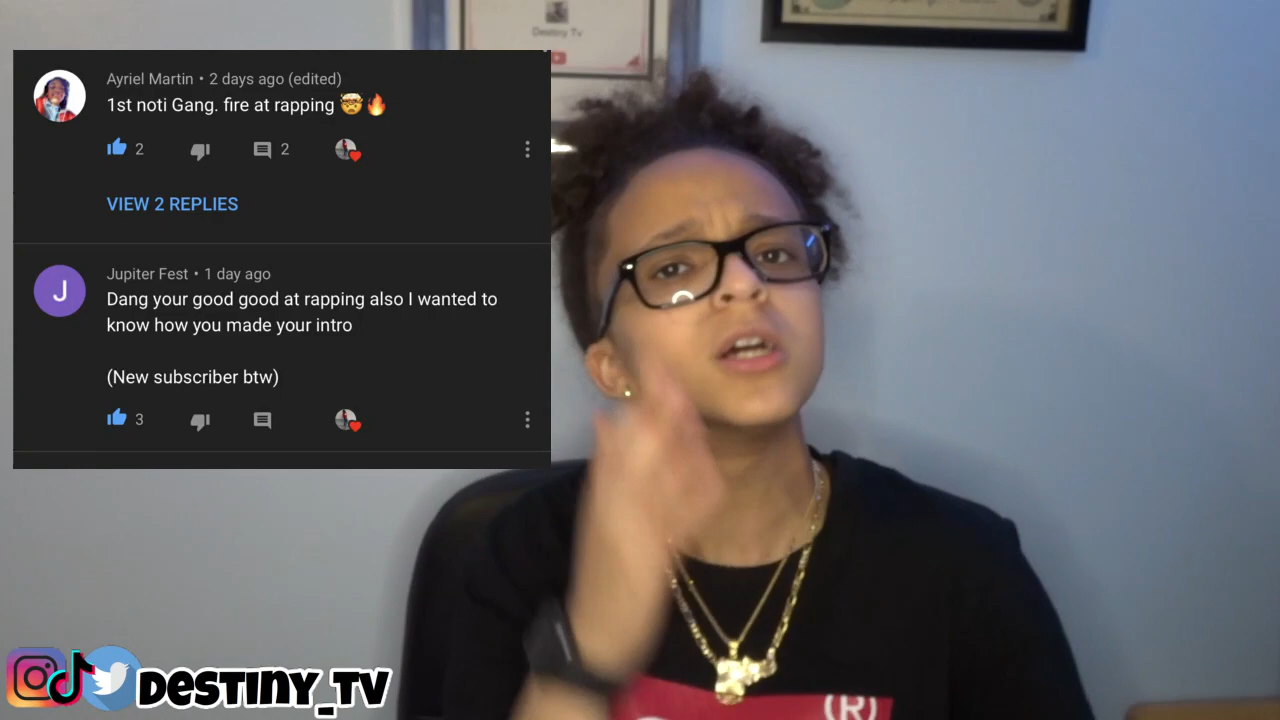 Destiny Tv
Ayriel Martin • 2 days ago (edited)
1st noti Gang. fire at rapping 🤯🔥
2
2
VIEW 2 REPLIES
J
Jupiter Fest • 1 day ago
Dang your good good at rapping also I wanted to
know how you made your intro
(New subscriber btw)
3
DESTINY_TV
(R)